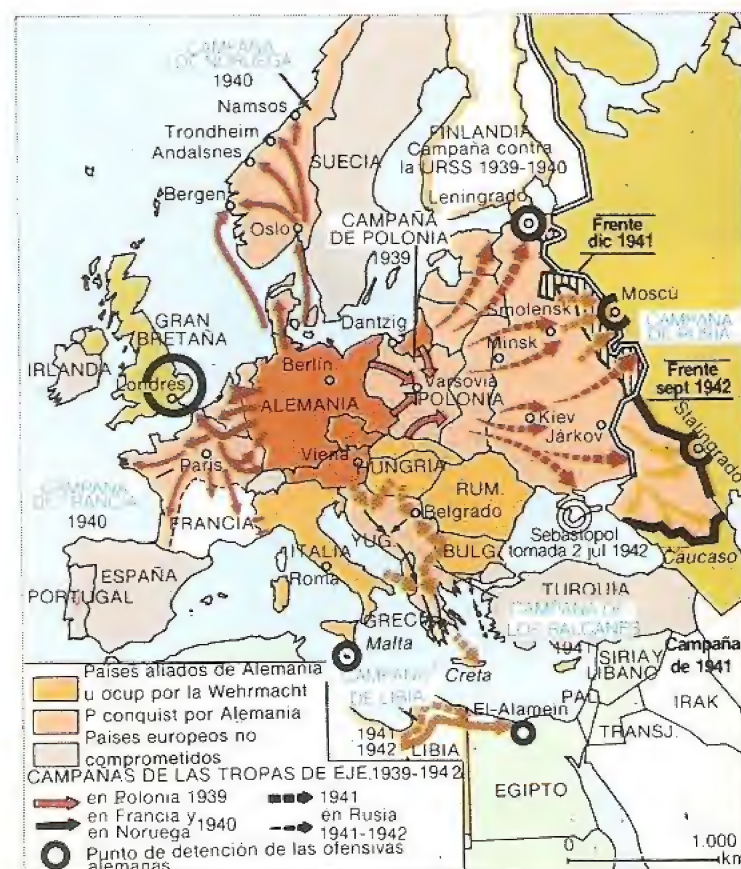 CAMPAÑA
DE NORUEGA
1940
Namsos
Trondheim
Andalsnes
Bergen
Oslo
SUECIA
FINLANDIA
Campaña contra
la URSS 1939-1940
Leningrado
CAMPAÑA
DE POLONIA
1939
Frente
dic 1941
Moscú
CAMPAÑA
DE RUSIA
Smolensk
Minsk
Dantzig
GRAN
BRETAÑA
IRLANDA
Londres
Berlín
ALEMANIA
Varsovia
POLONIA
Frente
sept 1942
Stalingrado
Kiev
Járkov
Viena
HUNGRIA
París
CAMPAÑA
DE FRANCIA
1940
FRANCIA
RUM.
Belgrado
YUG.
BULG
Sebastopol
tomada 2 jul 1942
Caucaso
ITALIA
Roma
ESPAÑA
PORTUGAL
GRECI
Malta
Creta
TURQUIA
CAMPAÑA DE
LOS BALCANES
1941
Campaña
de 1941
SIRIA Y
LIBANO
PAL
IRAK
TRANSJ.
CAMPAÑA
DE LIBIA
1941
1942
LIBIA
El-Alamein
EGIPTO
Países aliados de Alemania
u ocup por la Wehrmacht
P conquist por Alemania
Paises europeos no
comprometidos
CAMPAÑAS DE LAS TROPAS DE EJE, 1939-1942
en Polonia 1939
en Francia y
en Noruega 1940
1941
en Rusia
1941-1942
Punto de detención de las ofensivas
alemanas
0 1.000
km